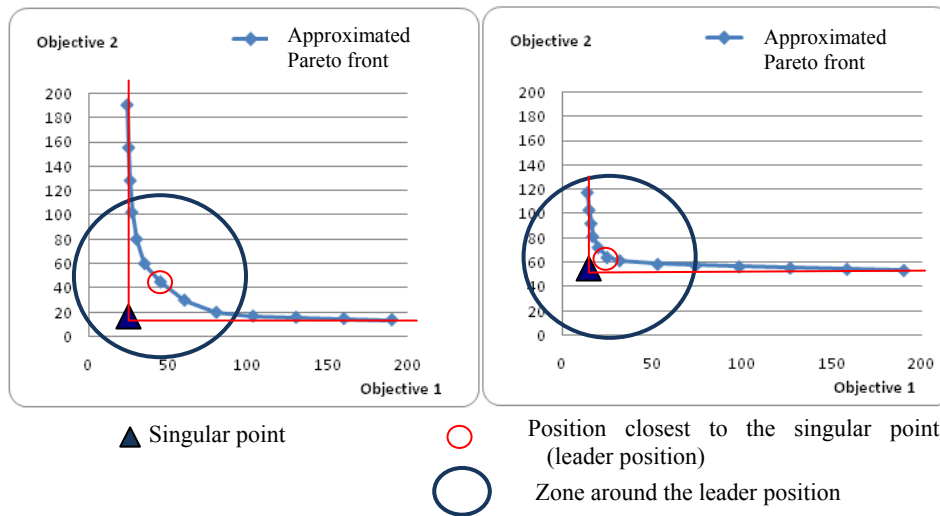 Objective 2
Approximated
Pareto front
200
180
160
140
120
100
80
60
40
20
0
0 50 100 150 200
Objective 1
Objective 2
Approximated
Pareto front
200
180
160
140
120
100
80
60
40
20
0
0 50 100 150 200
Objective 1
Singular point
Position closest to the singular point
(leader position)
Zone around the leader position